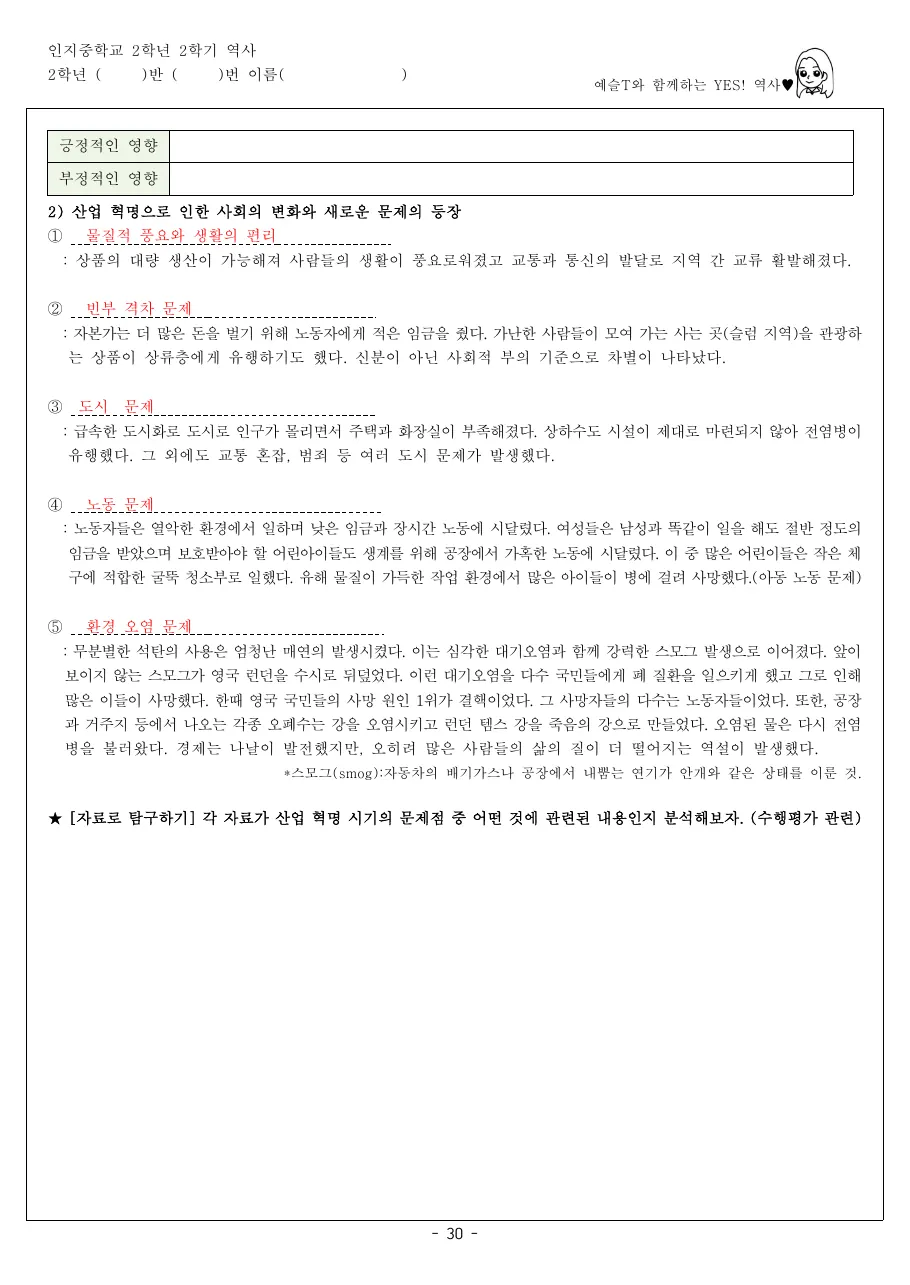 인지중학교 2학년 2학기 역사
2학년 (     )반 (     )번 이름(               )
예슬T와 함께하는 YES! 역사♥
긍정적인 영향
부정적인 영향
2) 산업 혁명으로 인한 사회의 변화와 새로운 문제의 등장
① 물질적 풍요와 생활의 편리
: 상품의 대량 생산이 가능해져 사람들의 생활이 풍요로워졌고 교통과 통신의 발달로 지역 간 교류 활발해졌다.
② 빈부 격차 문제
: 자본가는 더 많은 돈을 벌기 위해 노동자에게 적은 임금을 줬다. 가난한 사람들이 모여 가는 사는 곳(슬럼 지역)을 관광하
는 상품이 상류층에게 유행하기도 했다. 신분이 아닌 사회적 부의 기준으로 차별이 나타났다.
③ 도시 문제
: 급속한 도시화로 도시로 인구가 몰리면서 주택과 화장실이 부족해졌다. 상하수도 시설이 제대로 마련되지 않아 전염병이
유행했다. 그 외에도 교통 혼잡, 범죄 등 여러 도시 문제가 발생했다.
④ 노동 문제
: 노동자들은 열악한 환경에서 일하며 낮은 임금과 장시간 노동에 시달렸다. 여성들은 남성과 똑같이 일을 해도 절반 정도의
임금을 받았으며 보호받아야 할 어린아이들도 생계를 위해 공장에서 가혹한 노동에 시달렸다. 이 중 많은 어린이들은 작은 체
구에 적합한 굴뚝 청소부로 일했다. 유해 물질이 가득한 작업 환경에서 많은 아이들이 병에 걸려 사망했다.(아동 노동 문제)
⑤ 환경 오염 문제
: 무분별한 석탄의 사용은 엄청난 매연의 발생시켰다. 이는 심각한 대기오염과 함께 강력한 스모그 발생으로 이어졌다. 앞이
보이지 않는 스모그가 영국 런던을 수시로 뒤덮었다. 이런 대기오염을 다수 국민들에게 폐 질환을 일으키게 했고 그로 인해
많은 이들이 사망했다. 한때 영국 국민들의 사망 원인 1위가 결핵이었다. 그 사망자들의 다수는 노동자들이었다. 또한, 공장
과 거주지 등에서 나오는 각종 오폐수는 강을 오염시키고 런던 템스 강을 죽음의 강으로 만들었다. 오염된 물은 다시 전염
병을 불러왔다. 경제는 나날이 발전했지만, 오히려 많은 사람들의 삶의 질이 더 떨어지는 역설이 발생했다.
*스모그(smog):자동차의 배기가스나 공장에서 내뿜는 연기가 안개와 같은 상태를 이룬 것.
★ [자료로 탐구하기] 각 자료가 산업 혁명 시기의 문제점 중 어떤 것에 관련된 내용인지 분석해보자. (수행평가 관련)
- 30 -